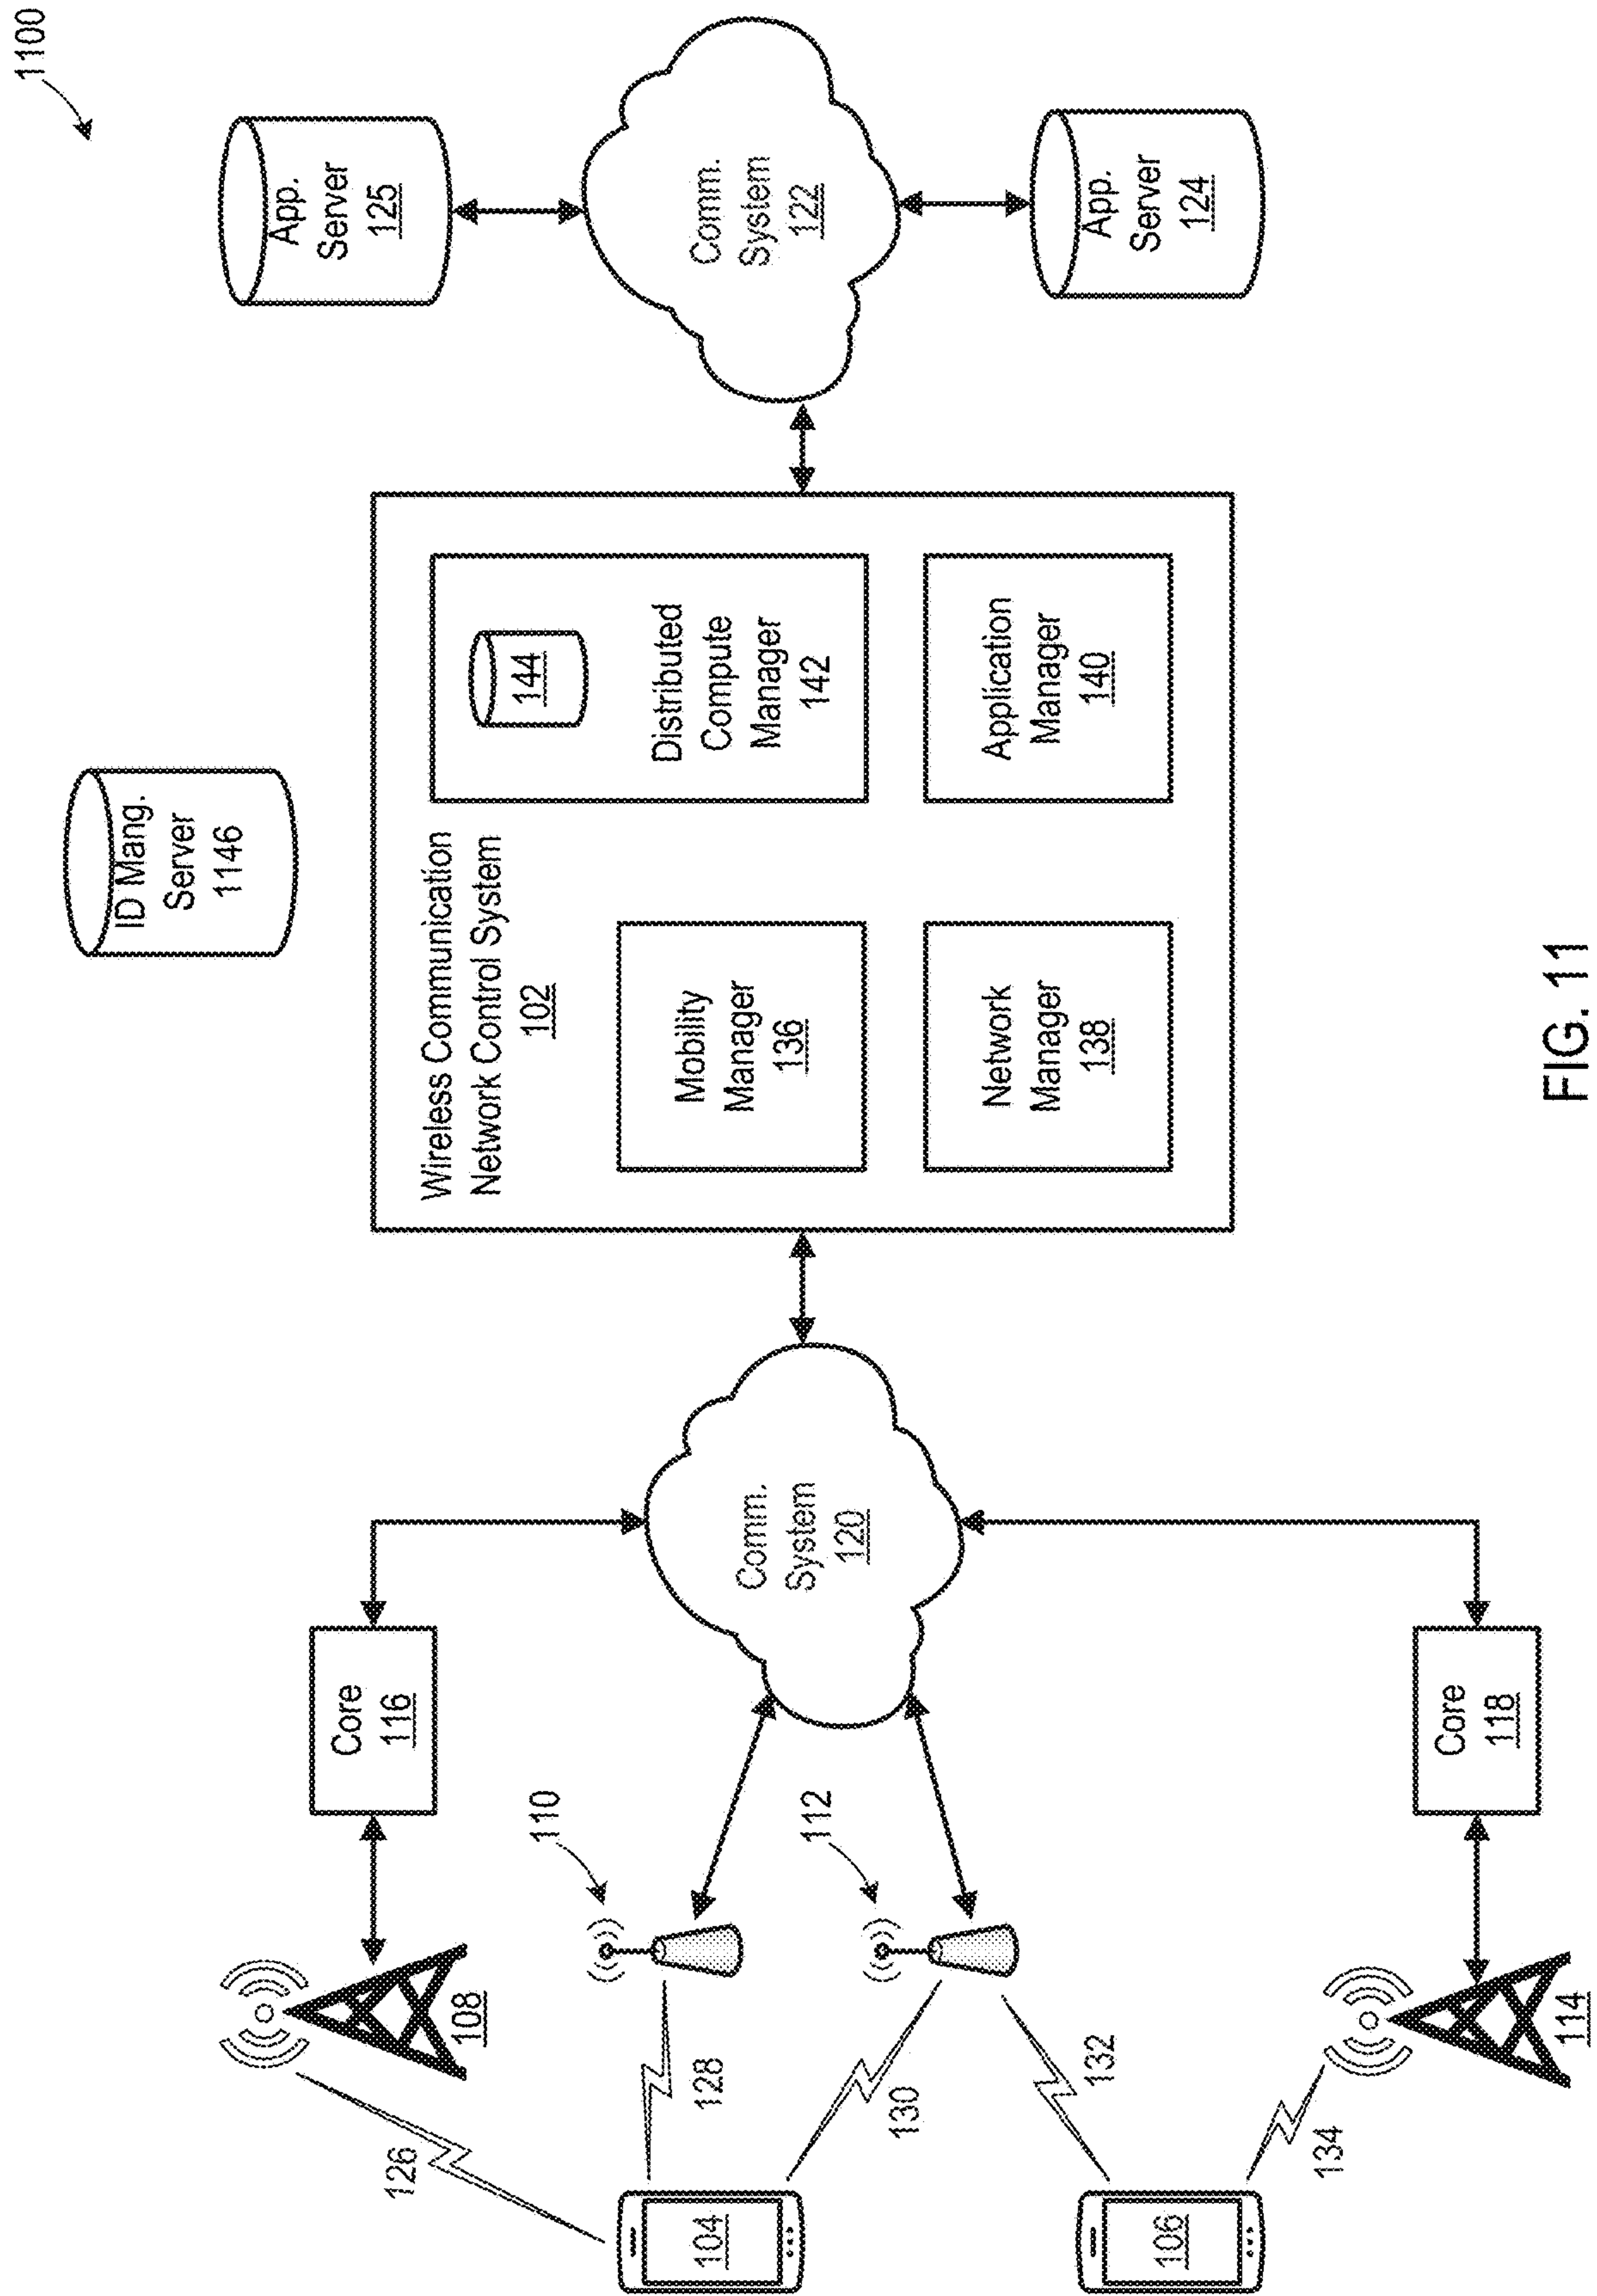 1100
App.
Server
125
Comm.
System
122
App.
Server
124
ID Mang.
Server
1146
Wireless Communication
Network Control System
102
144
Distributed
Compute
Manager
142
Mobility
Manager
136
Network
Manager
138
Application
Manager
140
Comm.
System
120
Core
116
Core
118
110
112
108
114
126
128
130
132
134
104
106
FIG. 11